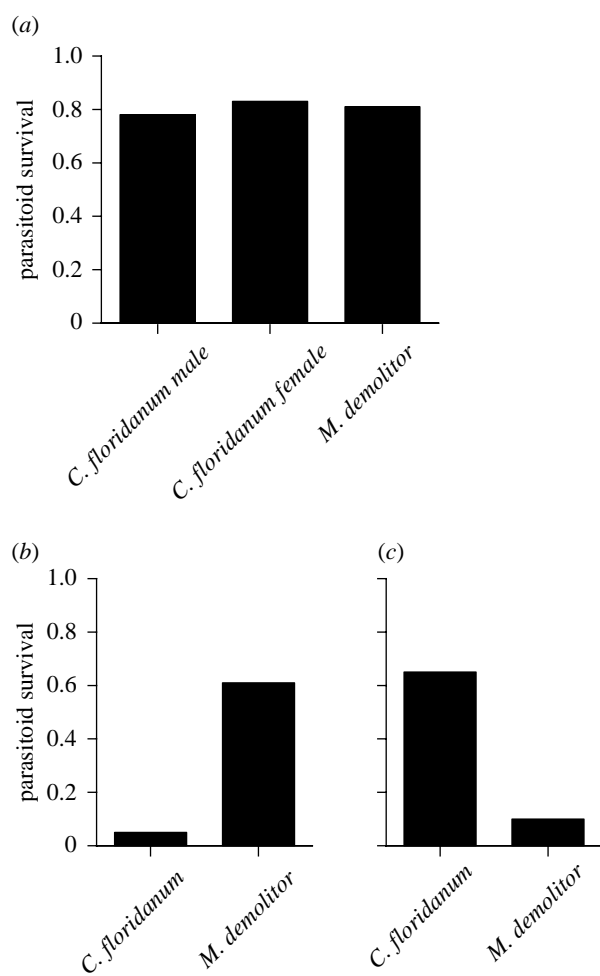 (a)
1.0
0.8
0.6
0.4
0.2
0
parasitoid survival
C. floridanum male
C. floridanum female
M. demolitor
(b)
1.0
0.8
0.6
0.4
0.2
0
parasitoid survival
C. floridanum
M. demolitor
(c)
C. floridanum
M. demolitor